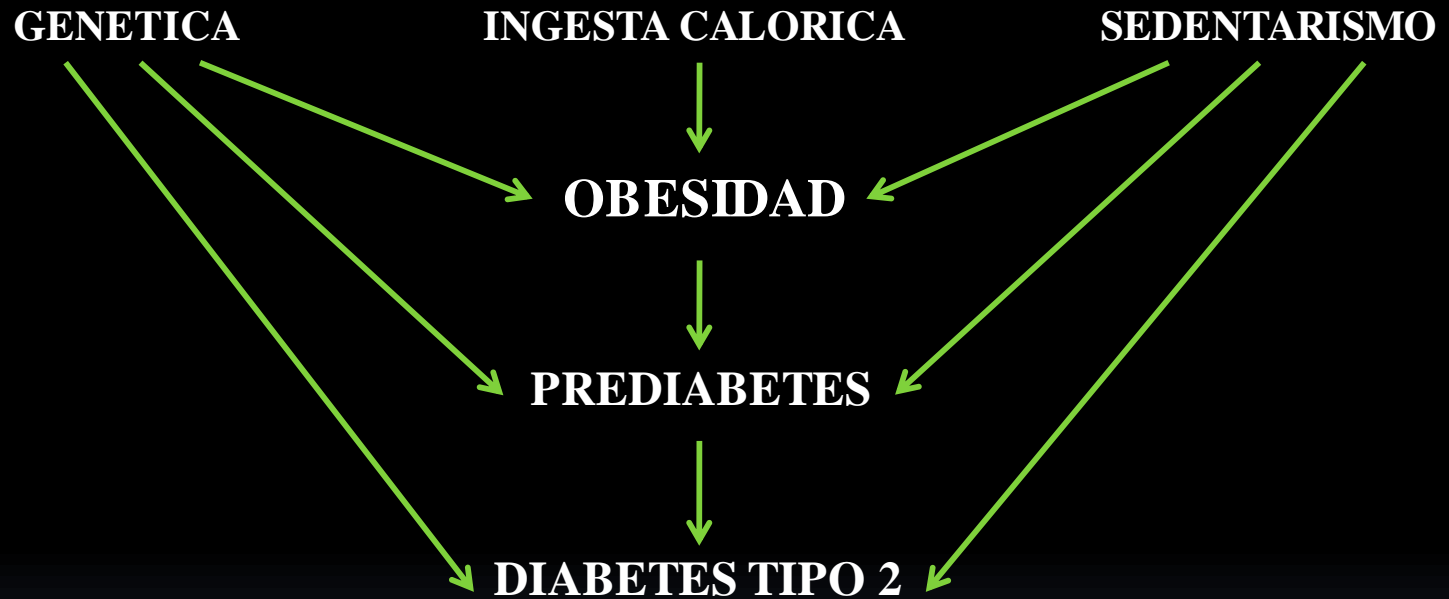 GENETICA
INGESTA CALORICA
SEDENTARISMO
OBESIDAD
PREDIABETES
DIABETES TIPO 2